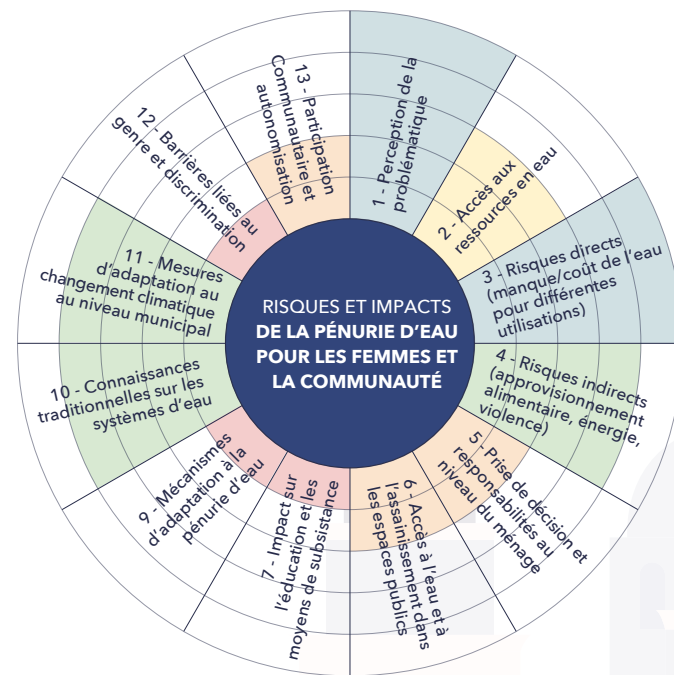 RISQUES ET IMPACTS
DE LA PÉNURIE D'EAU
POUR LES FEMMES ET
LA COMMUNAUTÉ
1 - Perception de la
problématique
2 - Accès aux
ressources en eau
3 - Risques directs
(manque/coût de l'eau
pour différentes
utilisations)
4 - Risques indirects
(approvisionnement
alimentaire, énergie,
violence)
5 - Prise de décision et
responsabilités au
niveau du ménage
6 - Accès à l'eau et à
l'assainissement dans
les espaces publics
7 - Impact sur
l'éducation et les
moyens de subsistance
9 - Mécanismes
d'adaptation à la
pénurie d'eau
10 - Connaissances
traditionnelles sur les
systèmes d'eau
11 - Mesures
d'adaptation au
changement climatique
au niveau municipal
12 - Barrières liées au
genre et discrimination
13 - Participation
Communautaire et
autonomisation